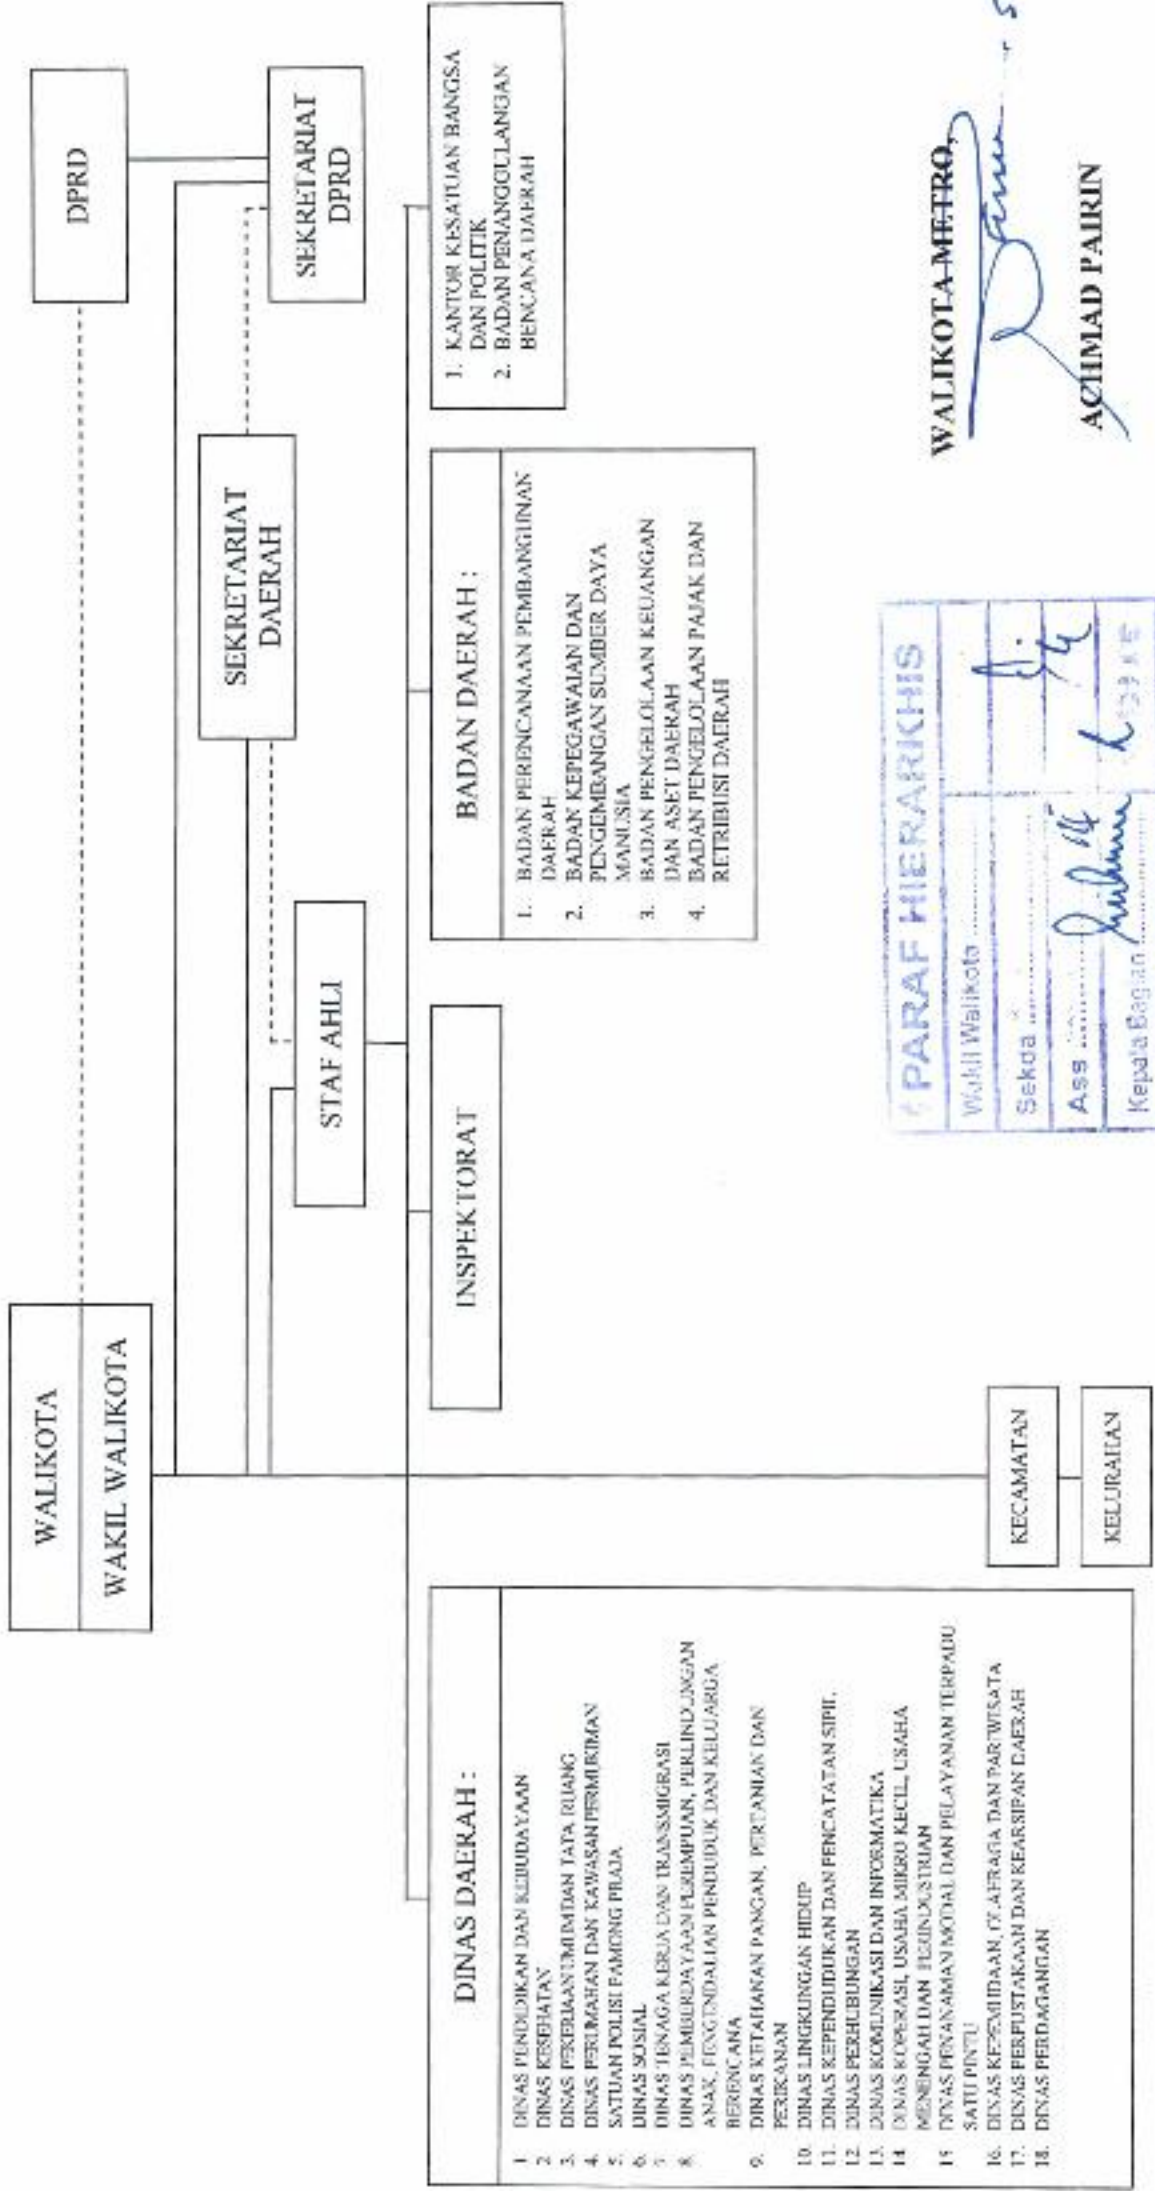 WALIKOTA
WAKIL WALIKOTA
DPRD
SEKRETARIAT
DAERAH
SEKRETARIAT
DPRD
STAF AHLI
DINAS DAERAH :
1 DINAS PENDIDIKAN DAN KEBUDAYAAN
2 DINAS KESEHATAN
3. DINAS PEKERJAAN UMUM DAN TATA RUANG
4. DINAS PERUMAHAN DAN KAWASAN PERMUKIMAN
5. SATUAN POLISI PAMONG PRAJA
6. DINAS SOSIAL
7 DINAS TENAGA KERJA DAN TRANSMIGRASI
8. DINAS PEMBERDAYAAN PEREMPUAN, PERLINDUNGAN
ANAK, PENGENDALIAN PENDUDUK DAN KELUARGA
BERENCANA
9. DINAS KETAHANAN PANGAN, PERTANIAN DAN
PERIKANAN
10. DINAS LINGKUNGAN HIDUP
11. DINAS KEPENDUDUKAN DAN PENCATATAN SIPIL
12. DINAS PERHUBUNGAN
13. DINAS KOMUNIKASI DAN INFORMATIKA
14 DINAS KOPERASI, USAHA MIKRO KECIL, USAHA
MENENGAH DAN PERINDUSTRIAN
15 DINAS PENANAMAN MODAL DAN PELAYANAN TERPADU
SATU PINTU
16. DINAS KEPEMUDAAN, OLAHRAGA DAN PARIWISATA
17. DINAS PERPUSTAKAAN DAN KEARSIPAN DAERAH
18. DINAS PERDAGANGAN
INSPEKTORAT
BADAN DAERAH :
1. BADAN PERENCANAAN PEMBANGUNAN
DAERAH
2. BADAN KEPEGAWAIAN DAN
PENGEMBANGAN SUMBER DAYA
MANUSIA
3. BADAN PENGELOLAAN KEUANGAN
DAN ASET DAERAH
4. BADAN PENGELOLAAN PAJAK DAN
RETRIBUSI DAERAH
1. KANTOR KESATUAN BANGSA
DAN POLITIK
2. BADAN PENANGGULANGAN
BENCANA DAERAH
KECAMATAN
KELURAHAN
PARAF HIERARKHIS
Wakil Walikota
Sekda
Ass
Kepala Bagian
WALIKOTA METRO,
ACHMAD PAIRIN